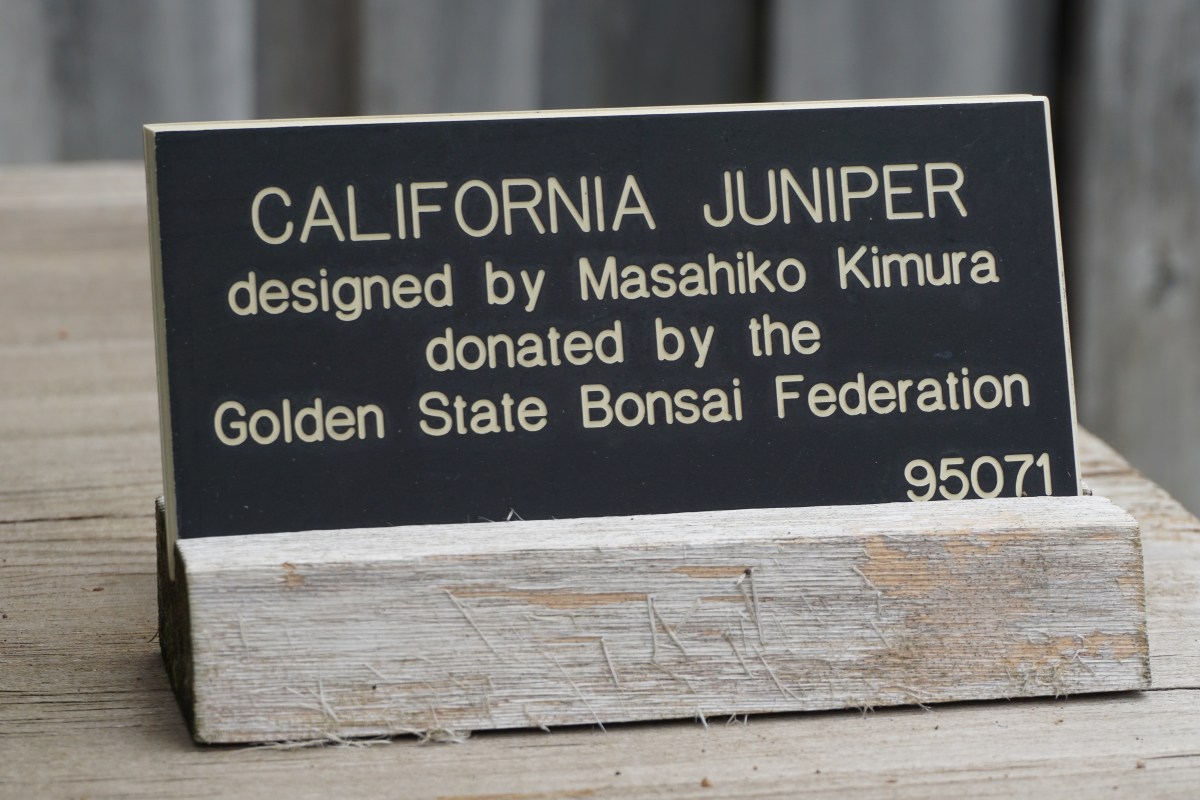 CALIFORNIA JUNIPER
designed by Masahiko Kimura
donated by the
Golden State Bonsai Federation
95071